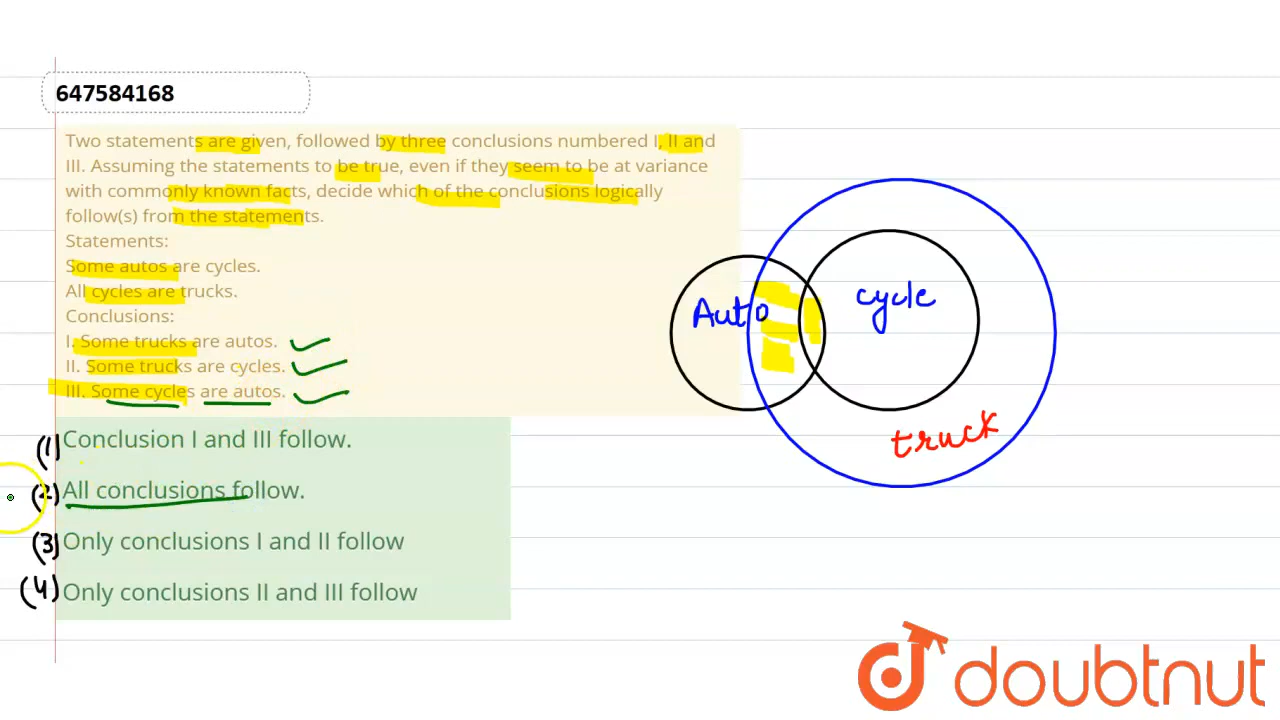 647584168
Two statements are given, followed by three conclusions numbered I, II and
III. Assuming the statements to be true, even if they seem to be at variance
with commonly known facts, decide which of the conclusions logically
follow(s) from the statements.
Statements:
Some autos are cycles.
All cycles are trucks.
Conclusions:
I. Some trucks are autos.
II. Some trucks are cycles.
III. Some cycles are autos.
(1) Conclusion I and III follow.
(2) All conclusions follow.
(3) Only conclusions I and II follow
(4) Only conclusions II and III follow
Auto
cycle
truck
doubtnut